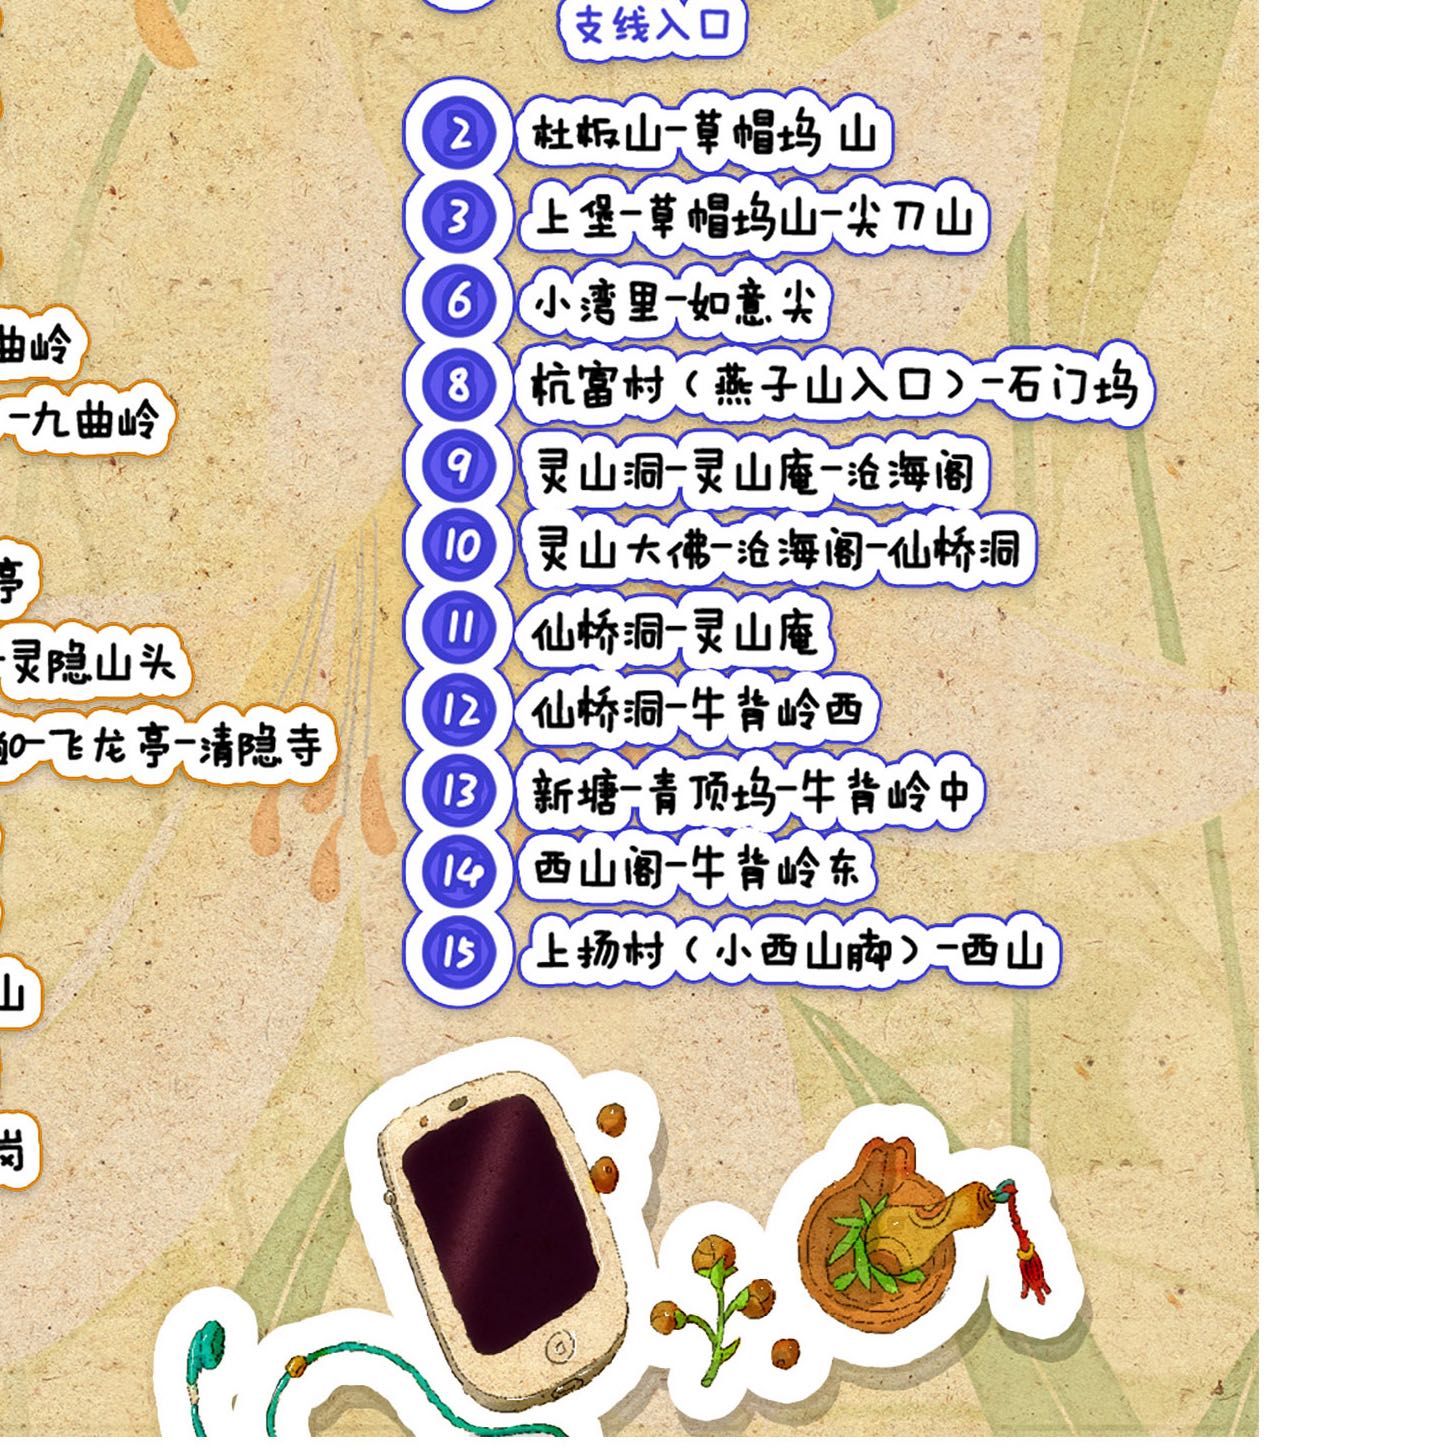 支线入口
2 杜坂山-草帽坞 山
3 上堡-草帽坞山-尖刀山
6 小湾里-如意尖
曲岭
8 杭富村（燕子山入口）-石门坞
-九曲岭
9 灵山洞-灵山庵-沧海阁
10 灵山大佛-沧海阁-仙桥洞
亭
11 仙桥洞-灵山庵
-灵隐山头
12 仙桥洞-牛背岭西
-飞龙亭-清隐寺
13 新塘-青顶坞-牛背岭中
14 西山阁-牛背岭东
15 上扬村（小西山脚）-西山
山
岗